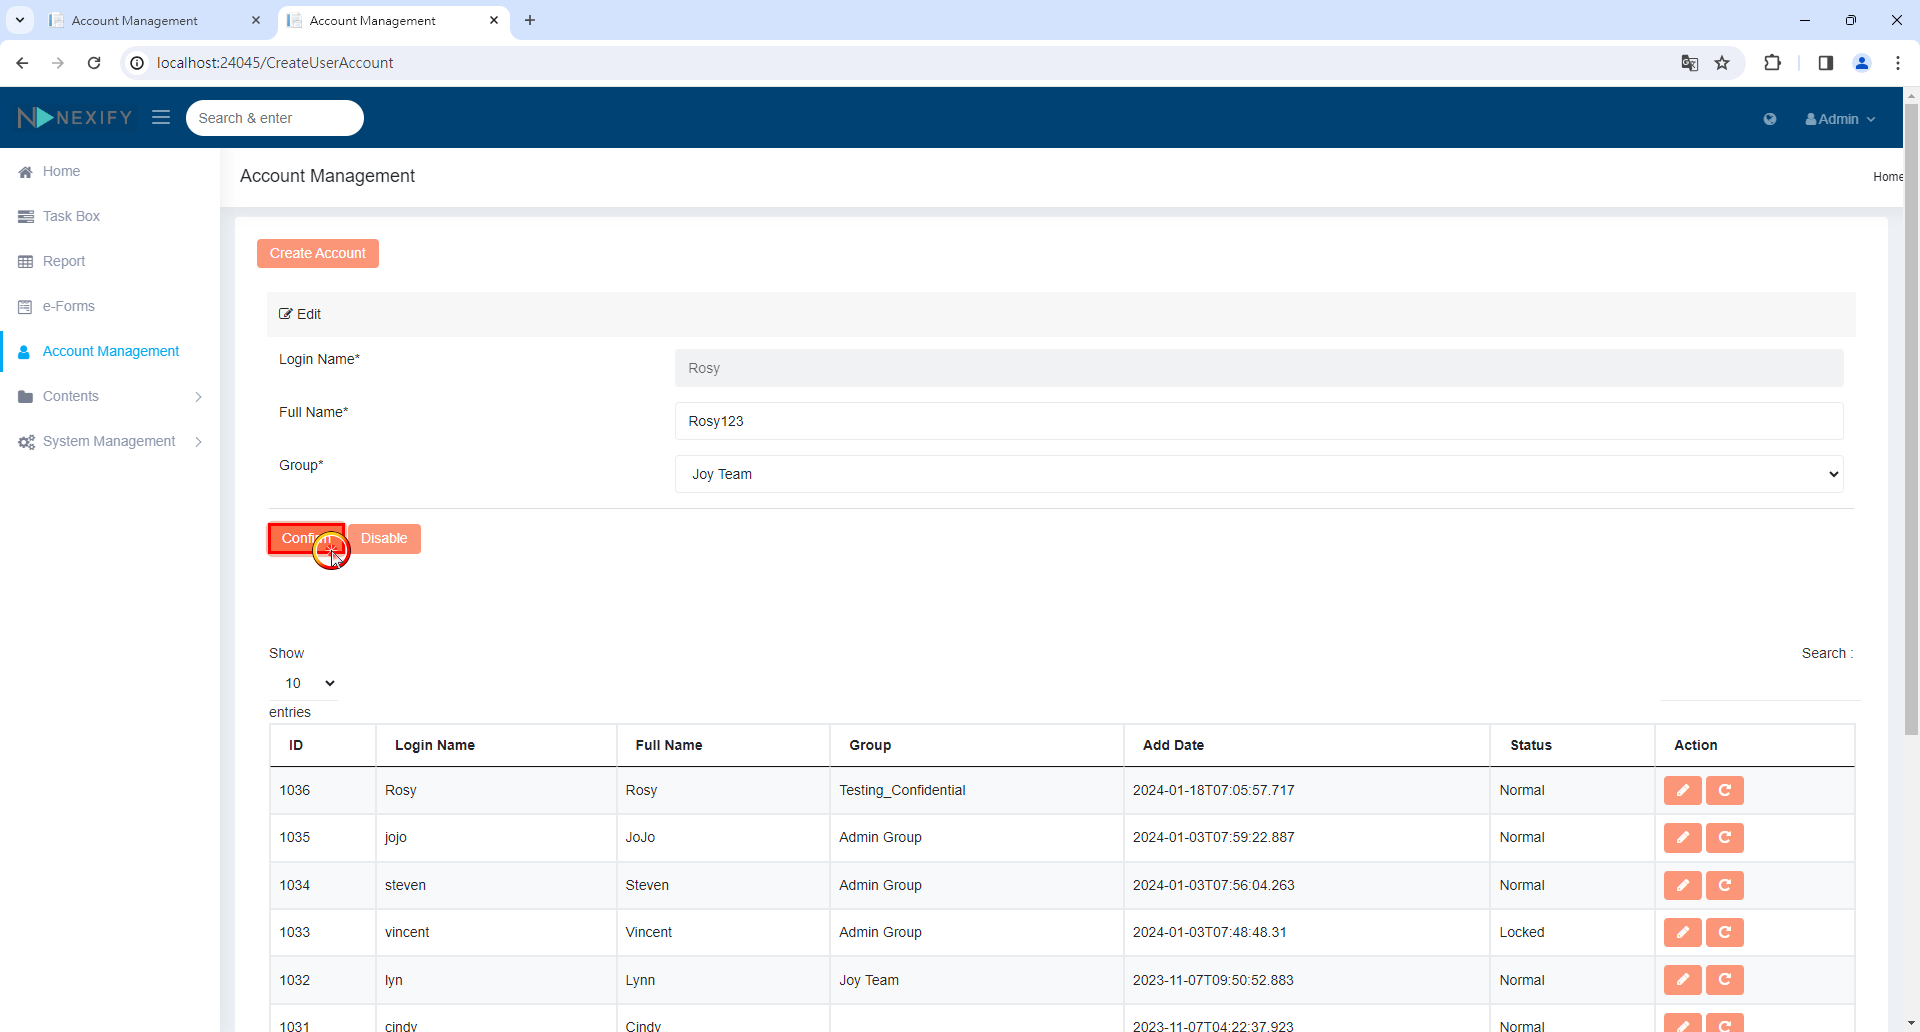 Account Management
Account Management
localhost:24045/CreateUserAccount
NEXIFY
Search & enter
Admin
Home
Task Box
Report
e-Forms
Account Management
Contents
System Management
Account Management
Home
Create Account
Edit
Login Name*
Rosy
Full Name*
Rosy123
Group*
Joy Team
Confirm
Disable
Show
10
entries
Search :
ID Login Name Full Name Group Add Date Status Action
1036 Rosy Rosy Testing_Confidential 2024-01-18T07:05:57.717 Normal
1035 jojo JoJo Admin Group 2024-01-03T07:59:22.887 Normal
1034 steven Steven Admin Group 2024-01-03T07:56:04.263 Normal
1033 vincent Vincent Admin Group 2024-01-03T07:48:48.31 Locked
1032 lyn Lynn Joy Team 2023-11-07T09:50:52.883 Normal
1031 cindy Cindy 2023-11-07T04:22:37.923 Normal